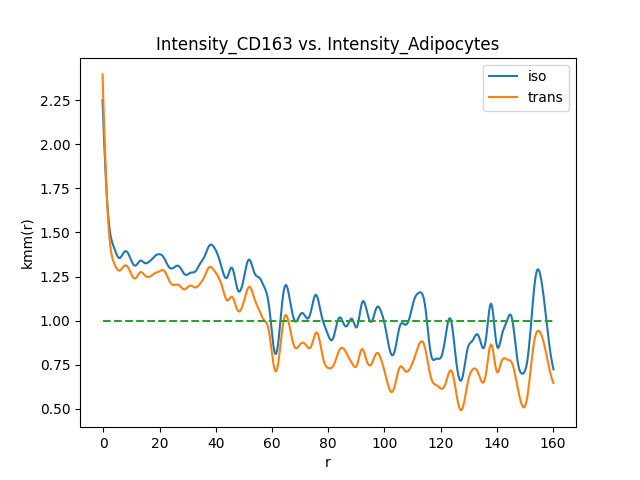 Intensity_CD163 vs. Intensity_Adipocytes
iso
trans
kmm(r)
2.25
2.00
1.75
1.50
1.25
1.00
0.75
0.50
0 20 40 60 80 100 120 140 160
r